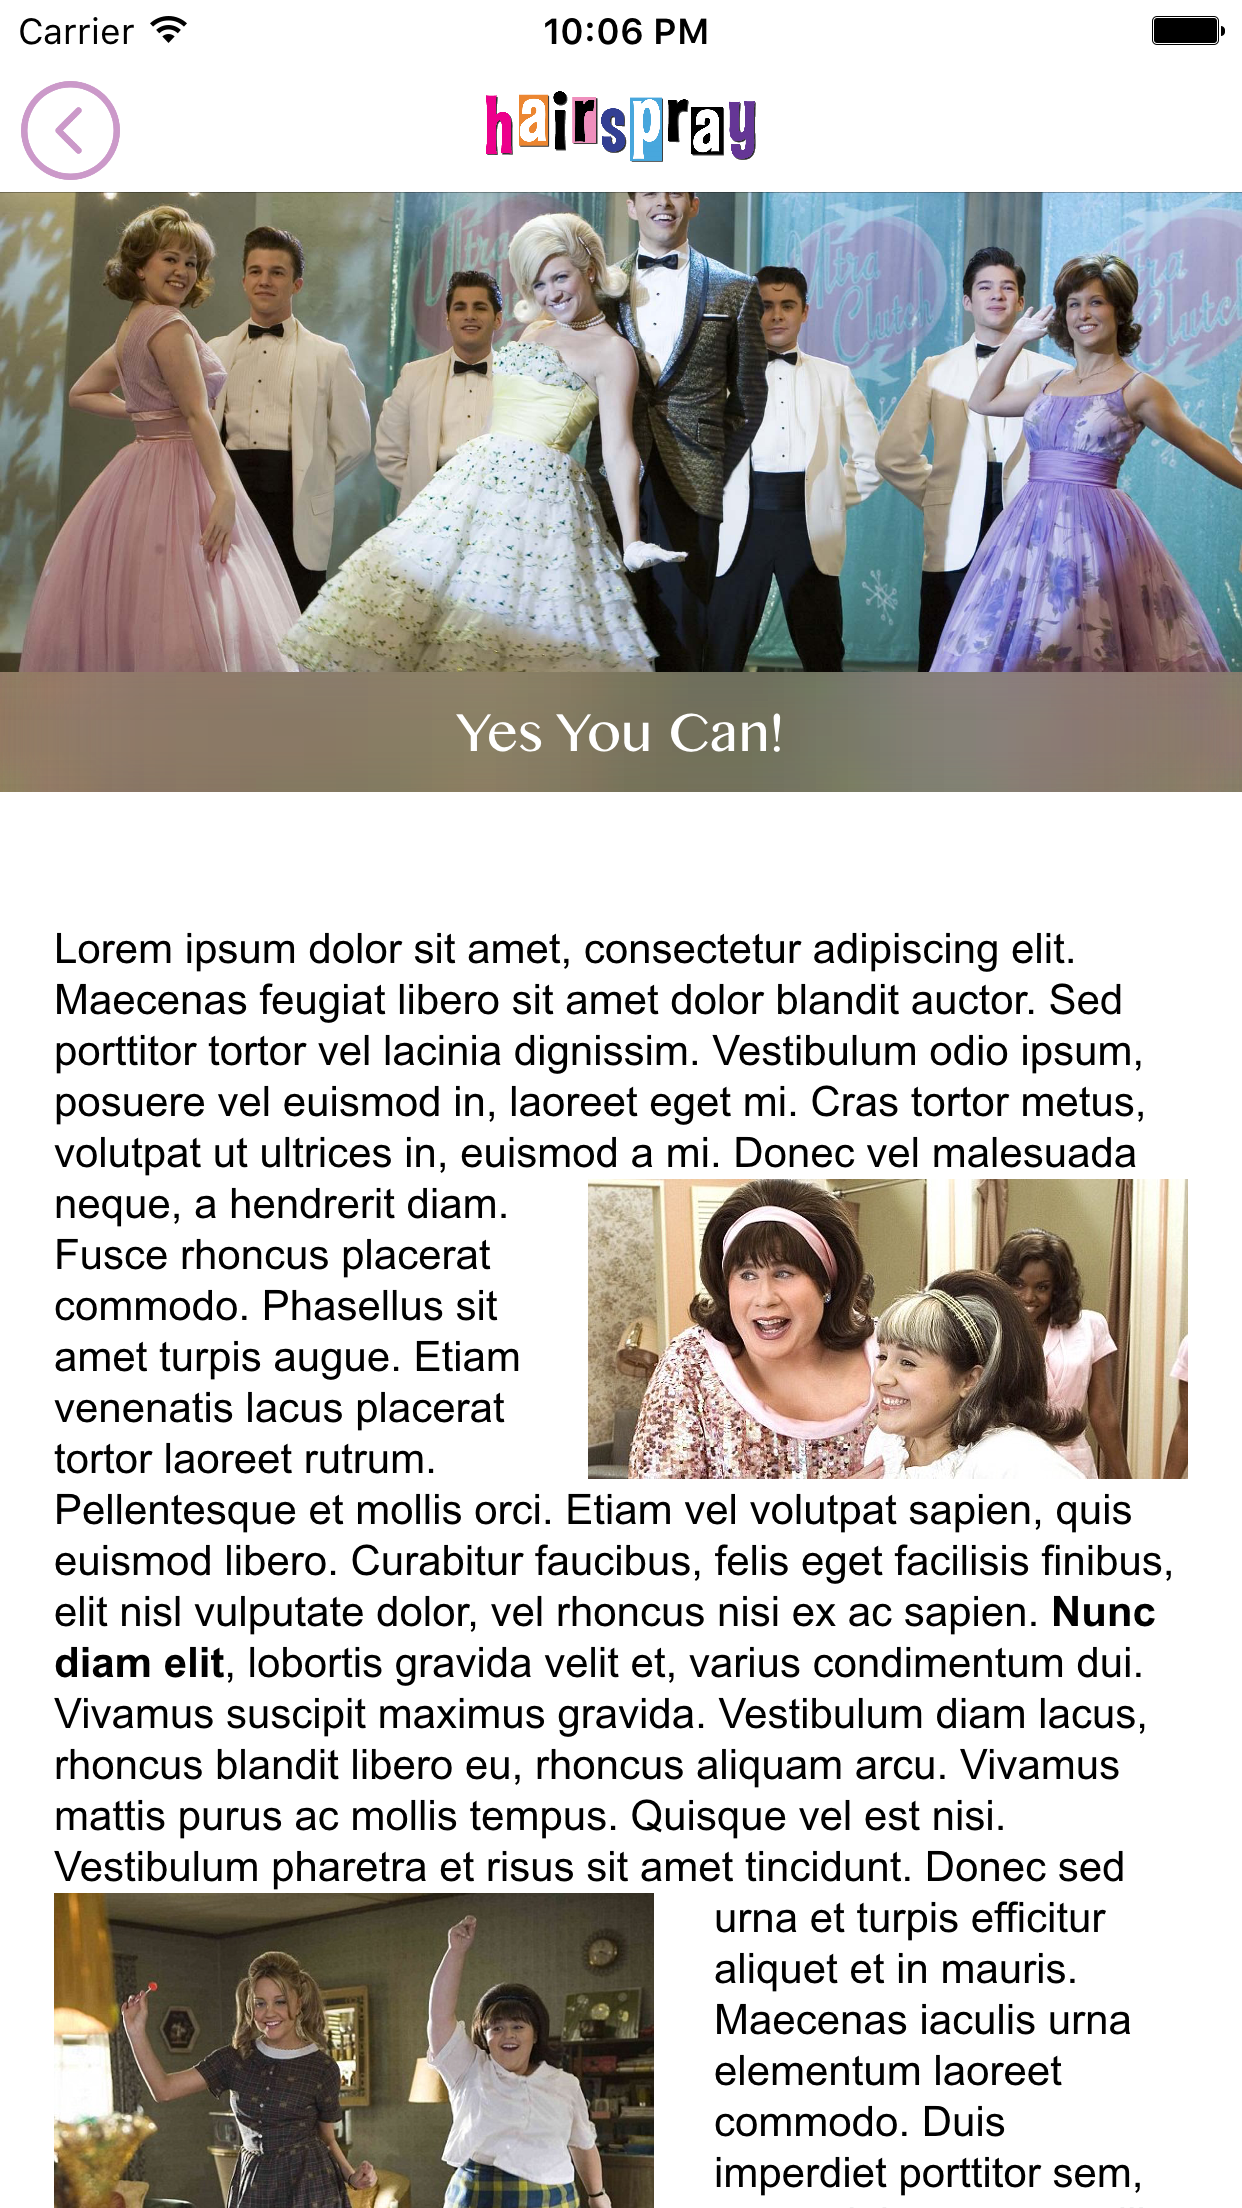 Carrier
10:06 PM
hairspray
Ultra
Ultra Clutch
Yes You Can!
Lorem ipsum dolor sit amet, consectetur adipiscing elit.
Maecenas feugiat libero sit amet dolor blandit auctor. Sed
porttitor tortor vel lacinia dignissim. Vestibulum odio ipsum,
posuere vel euismod in, laoreet eget mi. Cras tortor metus,
volutpat ut ultrices in, euismod a mi. Donec vel malesuada
neque, a hendrerit diam.
Fusce rhoncus placerat
commodo. Phasellus sit
amet turpis augue. Etiam
venenatis lacus placerat
tortor laoreet rutrum.
Pellentesque et mollis orci. Etiam vel volutpat sapien, quis
euismod libero. Curabitur faucibus, felis eget facilisis finibus,
elit nisl vulputate dolor, vel rhoncus nisi ex ac sapien. Nunc
diam elit, lobortis gravida velit et, varius condimentum dui.
Vivamus suscipit maximus gravida. Vestibulum diam lacus,
rhoncus blandit libero eu, rhoncus aliquam arcu. Vivamus
mattis purus ac mollis tempus. Quisque vel est nisi.
Vestibulum pharetra et risus sit amet tincidunt. Donec sed
urna et turpis efficitur
aliquet et in mauris.
Maecenas iaculis urna
elementum laoreet
commodo. Duis
imperdiet porttitor sem,